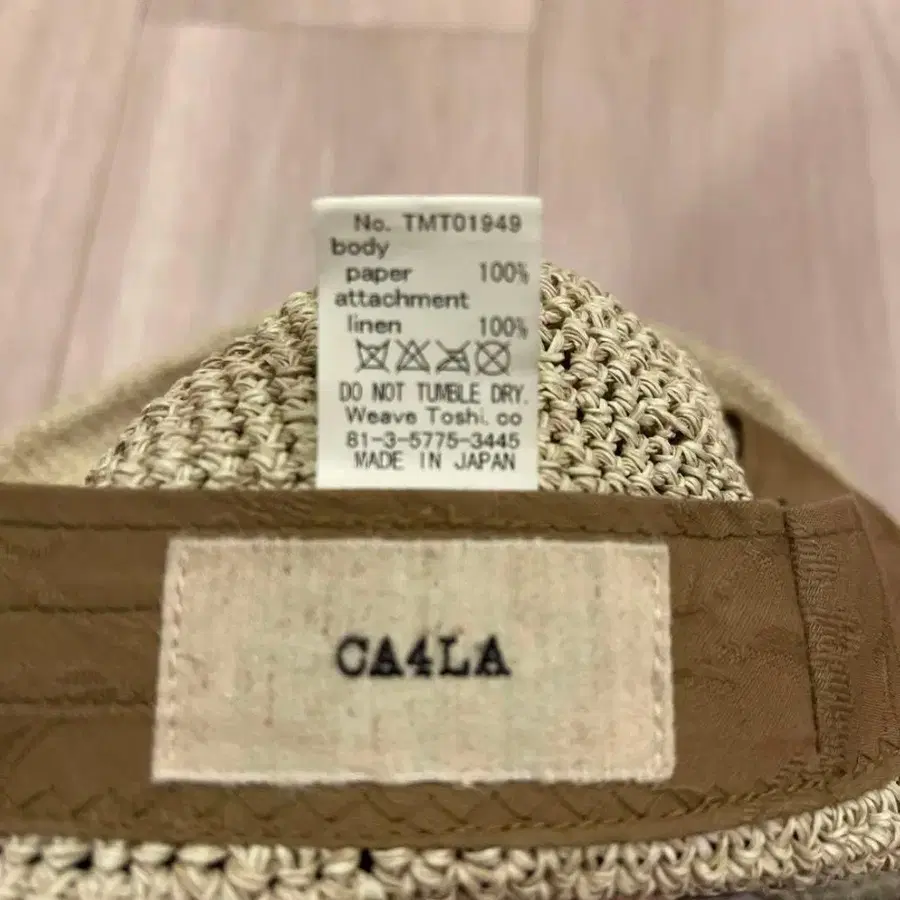 No. TMT01949
body
paper 100%
attachment
linen 100%
DO NOT TUMBLE DRY.
Weave Toshi.co
81-3-5775-3445
MADE IN JAPAN
CA4LA